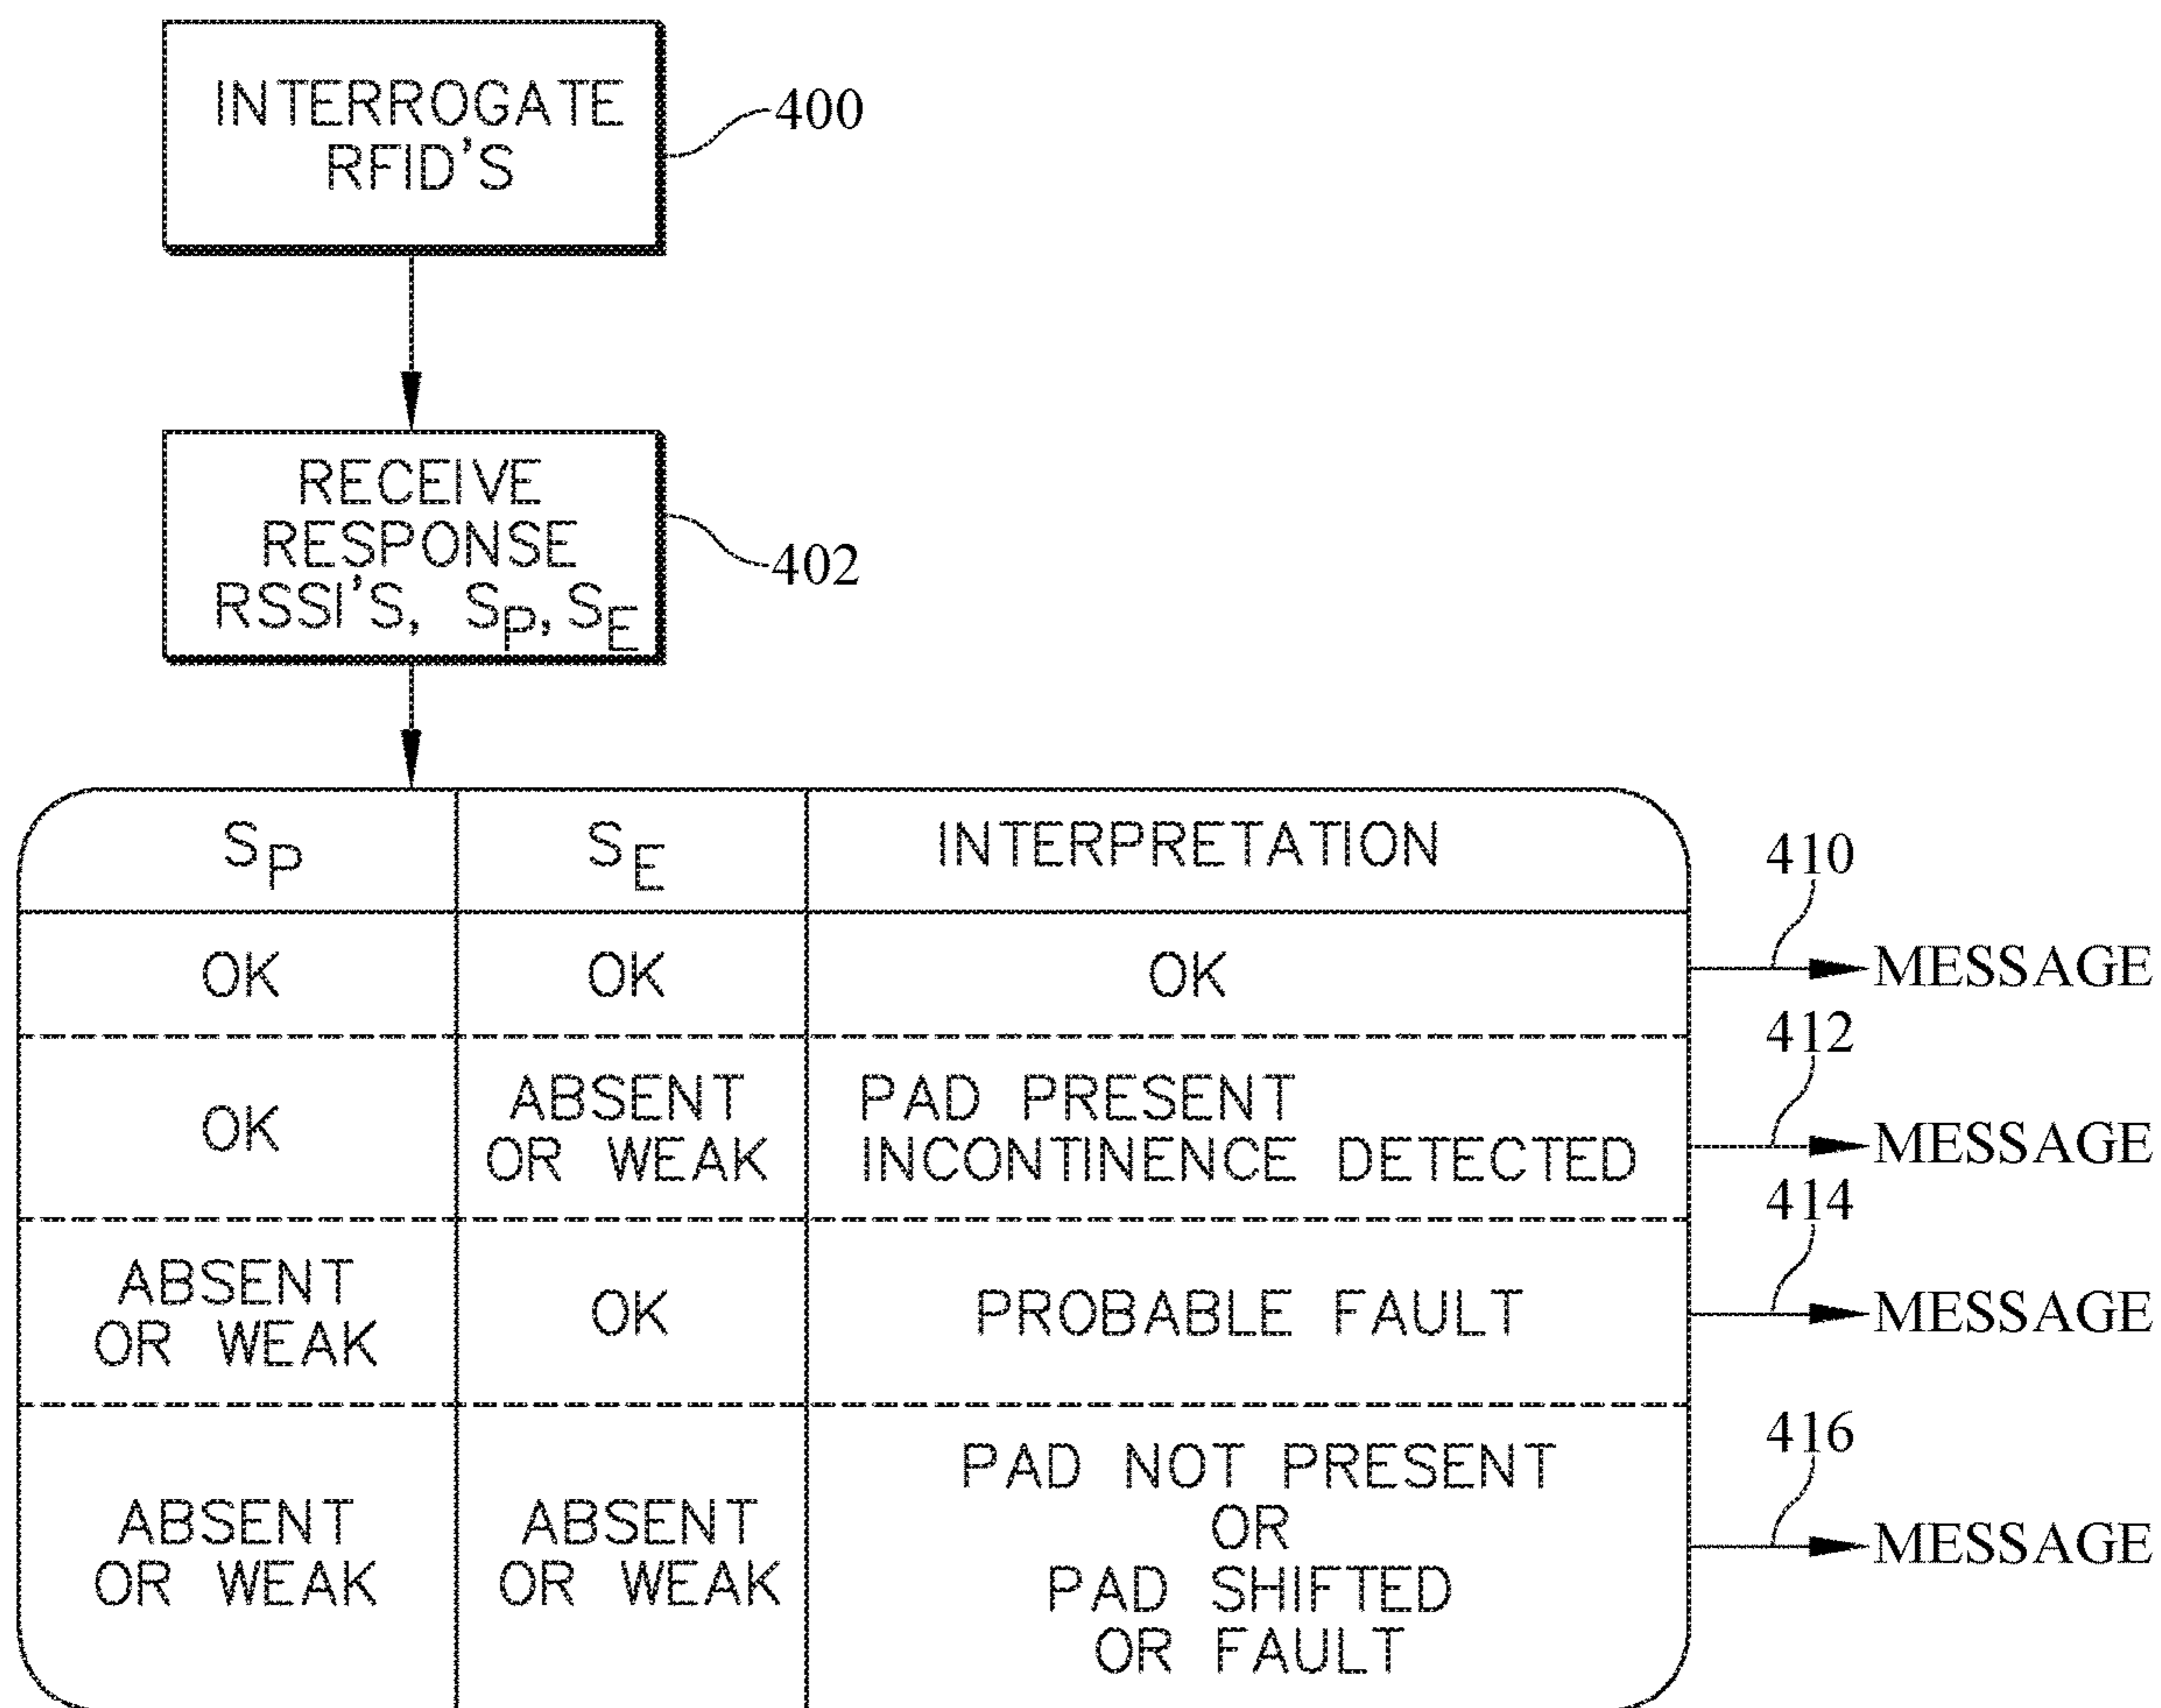 INTERROGATE
RFID'S
400
RECEIVE
RESPONSE
RSSI'S, SP, SE
402
SP SE INTERPRETATION
410
OK OK OK MESSAGE
412
OK ABSENT OR WEAK PAD PRESENT INCONTINENCE DETECTED MESSAGE
414
ABSENT OR WEAK OK PROBABLE FAULT MESSAGE
416
ABSENT OR WEAK ABSENT OR WEAK PAD NOT PRESENT OR PAD SHIFTED OR FAULT MESSAGE